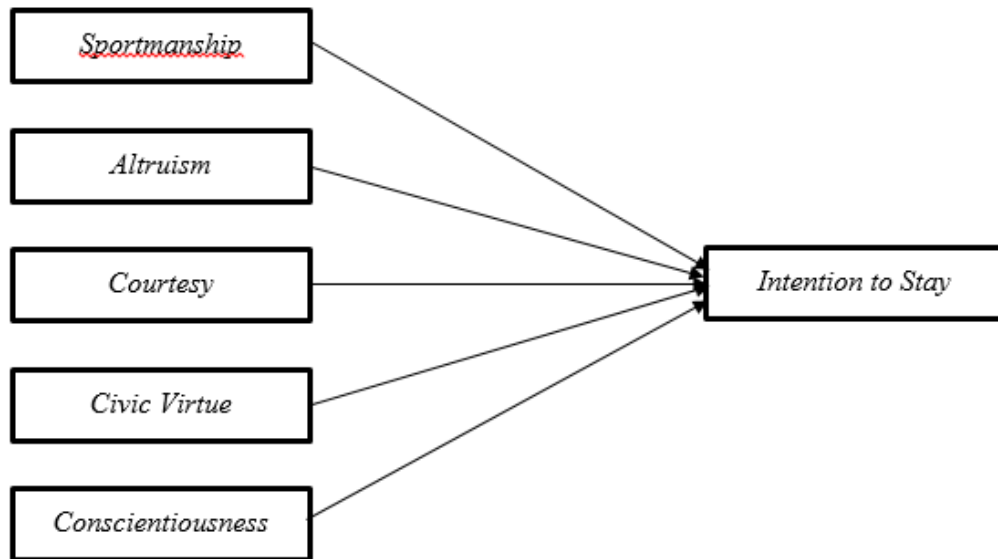 Sportmanship
Altruism
Courtesy
Intention to Stay
Civic Virtue
Conscientiousness